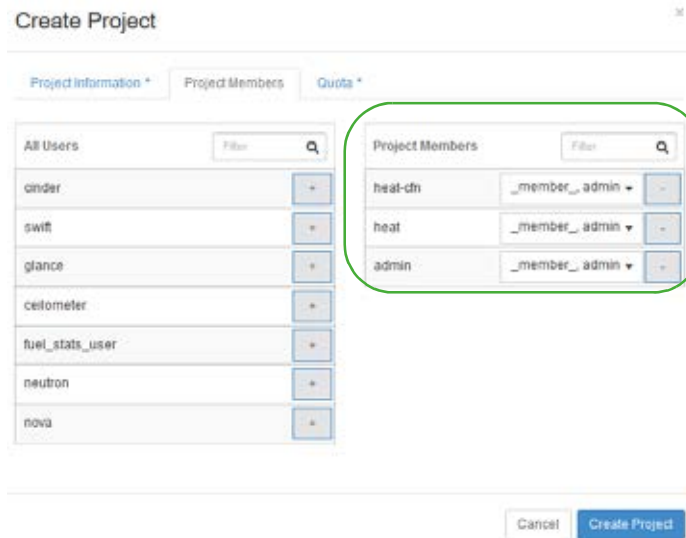 Create Project
Project Information * Project Members Quota *
All Users Filter
cinder +
swift +
glance +
ceilometer +
fuel_stats_user +
neutron +
nova +
Project Members Filter
heat-cfn _member_, admin -
heat _member_, admin -
admin _member_, admin -
Cancel Create Project